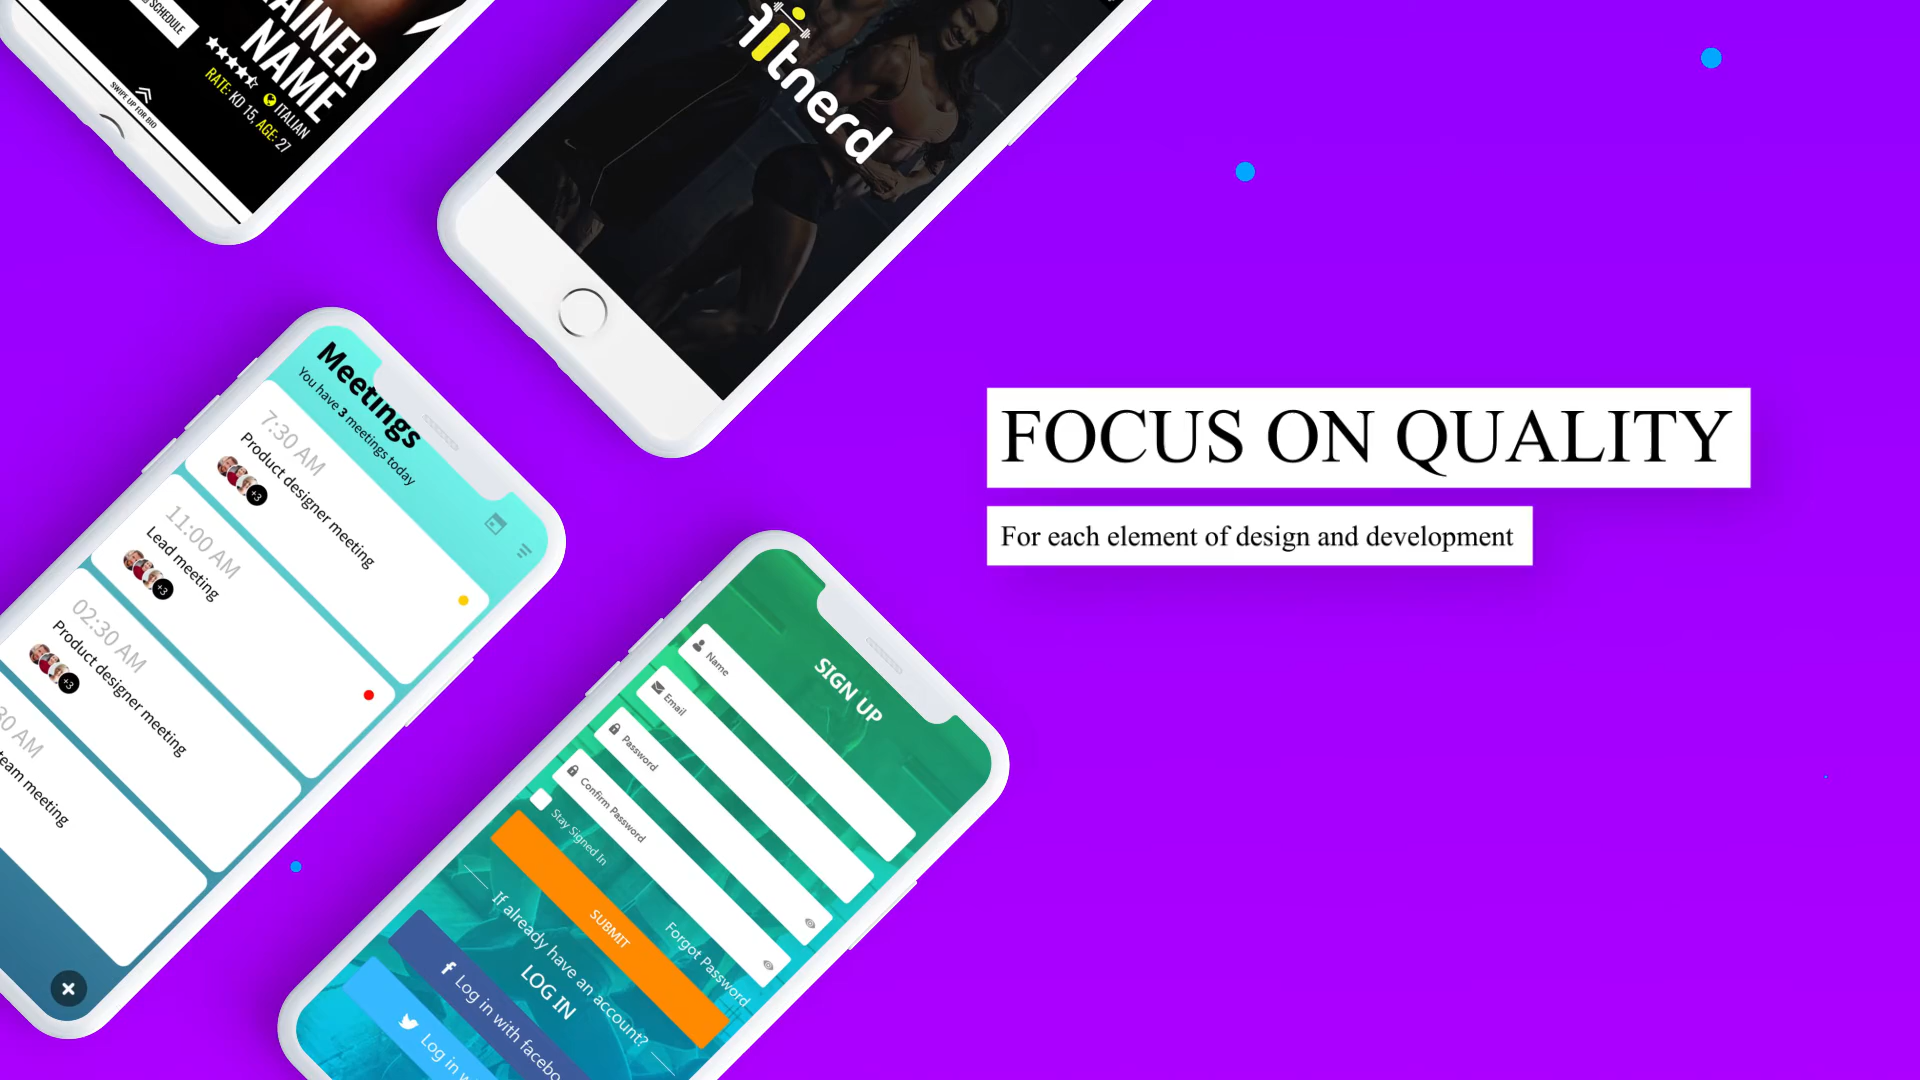 SCHEDULE
NAME
RATE: KD 15, AGE: 27
ITALIAN
SWIPE UP FOR BIO
fitnerd
FOCUS ON QUALITY
For each element of design and development
Meetings
You have 3 meetings today
7:30 AM
Product designer meeting
+3
11:00 AM
Lead meeting
+3
02:30 AM
Product designer meeting
+3
30 AM
team meeting
SIGN UP
Name
Email
Password
Confirm Password
Stay Signed In
Forgot Password
SUBMIT
If already have an account?
LOG IN
f Log in with facebo
Log in